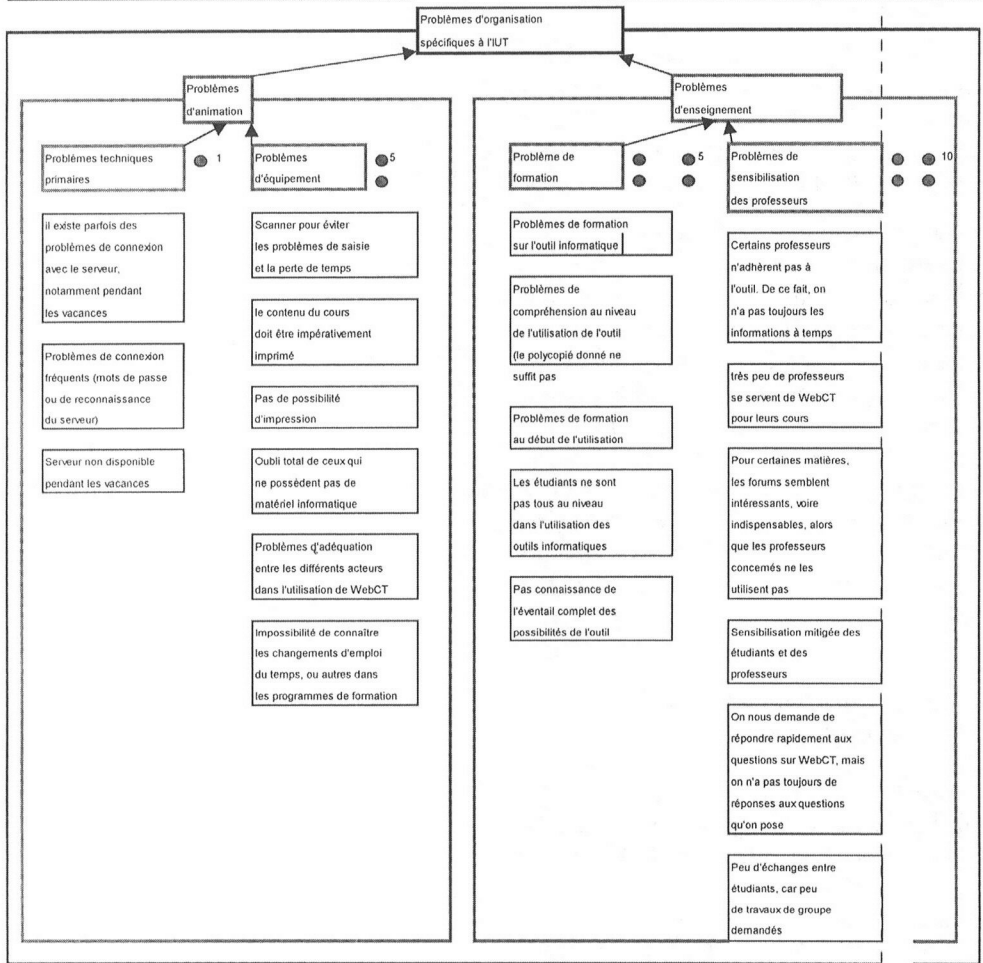 Problèmes d'organisation
spécifiques à l'IUT
Problèmes
d'animation
Problèmes
d'enseignement
Problèmes techniques
primaires
1
Problèmes
d'équipement
5
Problème de
formation
5
Problèmes de
sensibilisation
des professeurs
10
il existe parfois des
problèmes de connexion
avec le serveur,
notamment pendant
les vacances
Problèmes de connexion
fréquents (mots de passe
ou de reconnaissance
du serveur)
Serveur non disponible
pendant les vacances
Scanner pour éviter
les problèmes de saisie
et la perte de temps
le contenu du cours
doit être impérativement
imprimé
Pas de possibilité
d'impression
Oubli total de ceux qui
ne possèdent pas de
matériel informatique
Problèmes d'adéquation
entre les différents acteurs
dans l'utilisation de WebCT
Impossibilité de connaître
les changements d'emploi
du temps, ou autres dans
les programmes de formation
Problèmes de formation
sur l'outil informatique
Problèmes de
compréhension au niveau
de l'utilisation de l'outil
(le polycopié donné ne
suffit pas
Problèmes de formation
au début de l'utilisation
Les étudiants ne sont
pas tous au niveau
dans l'utilisation des
outils informatiques
Pas connaissance de
l'éventail complet des
possibilités de l'outil
Certains professeurs
n'adhèrent pas à
l'outil. De ce fait, on
n'a pas toujours les
informations à temps
très peu de professeurs
se servent de WebCT
pour leurs cours
Pour certaines matières,
les forums semblent
intéressants, voire
indispensables, alors
que les professeurs
concernés ne les
utilisent pas
Sensibilisation mitigée des
étudiants et des
professeurs
On nous demande de
répondre rapidement aux
questions sur WebCT, mais
on n'a pas toujours de
réponses aux questions
qu'on pose
Peu d'échanges entre
étudiants, car peu
de travaux de groupe
demandés